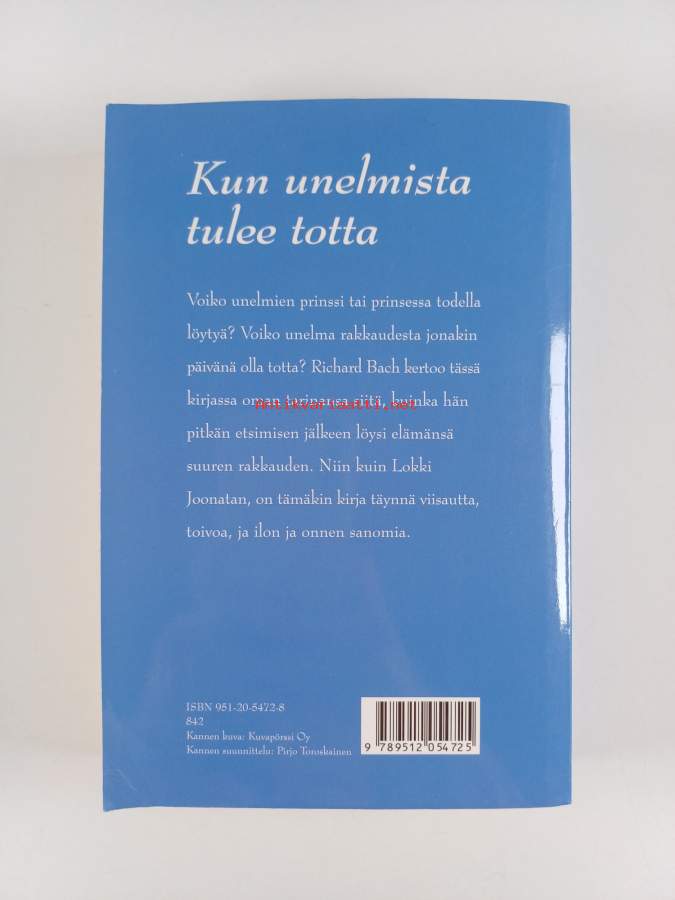 Kun unelmista
tulee totta
Voiko unelmien prinssi tai prinsessa todella
löytyä? Voiko unelma rakkaudesta jonakin
päivänä olla totta? Richard Bach kertoo tässä
kirjassa oman tarinansa siitä, kuinka hän
Antikvariaatti.net
pitkän etsimisen jälkeen löysi elämänsä
suuren rakkauden. Niin kuin Lokki
Joonatan, on tämäkin kirja täynnä viisautta,
toivoa, ja ilon ja onnen sanomia.
ISBN 951-20-5472-8
842
Kannen kuva: Kuvapörssi Oy
Kannen suunnittelu: Pirjo Toroskainen
9 789512 054725